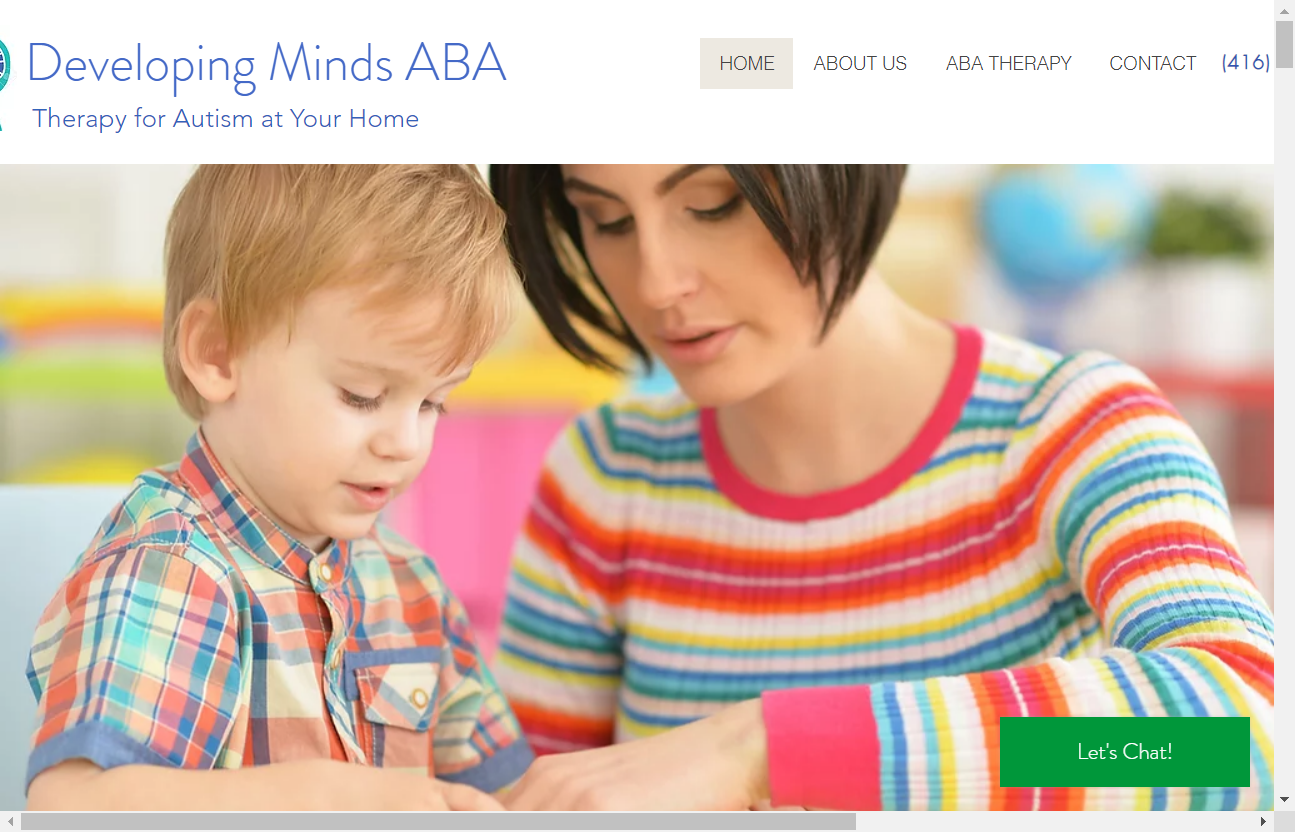 Developing Minds ABA
Therapy for Autism at Your Home
HOME
ABOUT US
ABA THERAPY
CONTACT
(416)
Let's Chat!